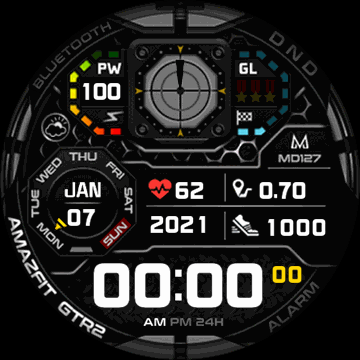 BLUETOOTH
DND
PW
GL
100
MD127
MON TUE WED THU FRI SAT SUN
JAN
07
62
0.70
2021
1000
AMAZFIT GTR2
00:00
00
AM PM 24H
ALARM